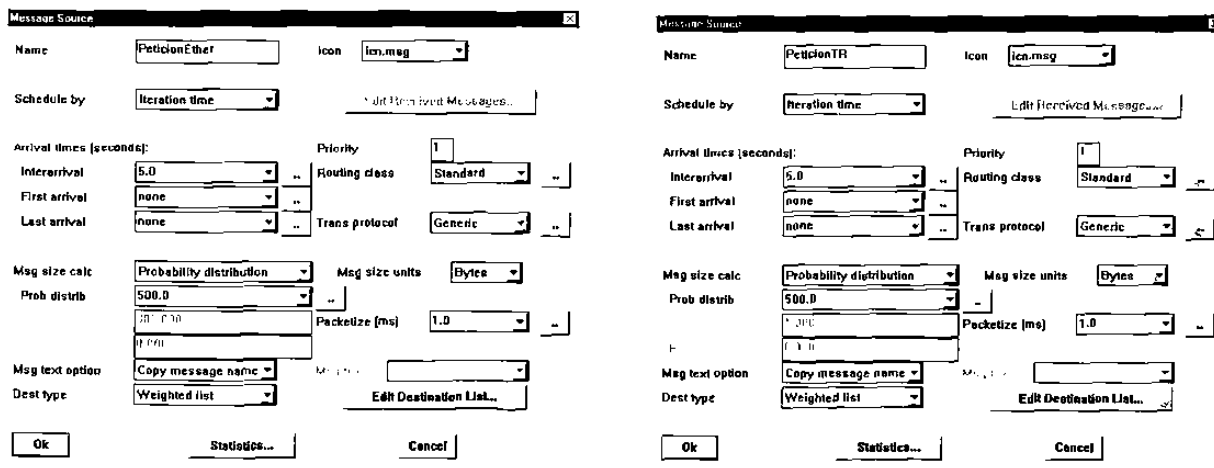 Message Source
Name PeticionEther Icon icn.msg
Schedule by Iteration time Edit Received Messages...
Arrival times (seconds): Priority 1
Interarrival 5.0 .. Routing class Standard ..
First arrival none ..
Last arrival none .. Trans protocol Generic ..
Msg size calc Probability distribution Msg size units Bytes
Prob distrib 500.0 ..
Packetize (ms) 1.0 ..
Msg text option Copy message name
Dest type Weighted list Edit Destination List...
Ok Statistics... Cancel
Message Source
Name PeticionTR Icon icn.msg
Schedule by Iteration time Edit Received Messages...
Arrival times (seconds): Priority 1
Interarrival 5.0 .. Routing class Standard ..
First arrival none ..
Last arrival none .. Trans protocol Generic ..
Msg size calc Probability distribution Msg size units Bytes
Prob distrib 500.0 ..
Packetize (ms) 1.0 ..
Msg text option Copy message name
Dest type Weighted list Edit Destination List...
Ok Statistics... Cancel